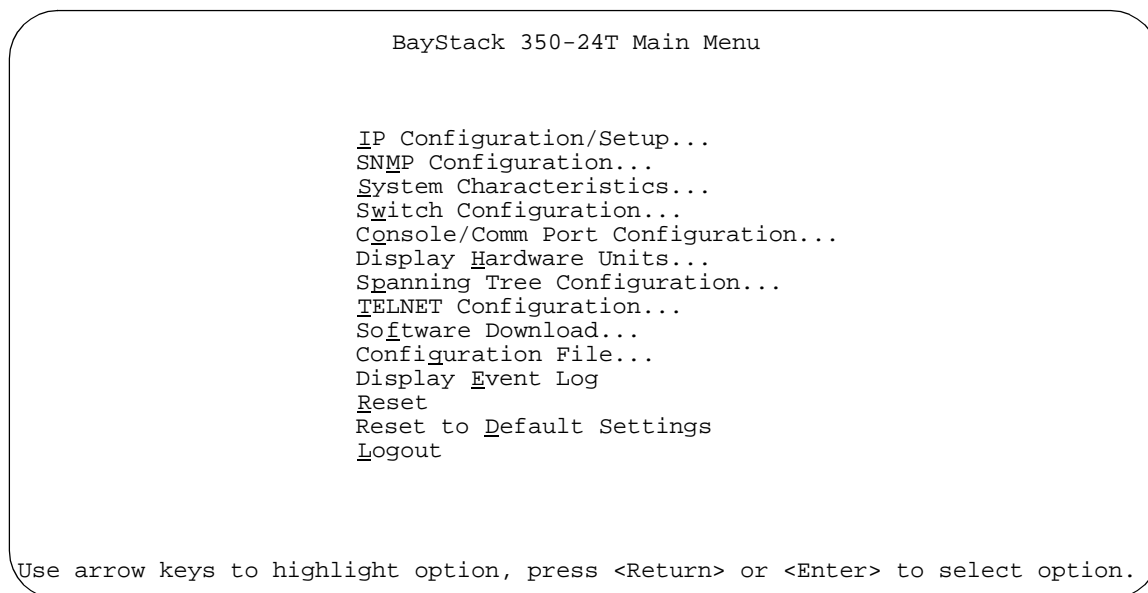 BayStack 350-24T Main Menu
IP Configuration/Setup...
SNMP Configuration...
System Characteristics...
Switch Configuration...
Console/Comm Port Configuration...
Display Hardware Units...
Spanning Tree Configuration...
TELNET Configuration...
Software Download...
Configuration File...
Display Event Log
Reset
Reset to Default Settings
Logout
Use arrow keys to highlight option, press <Return> or <Enter> to select option.